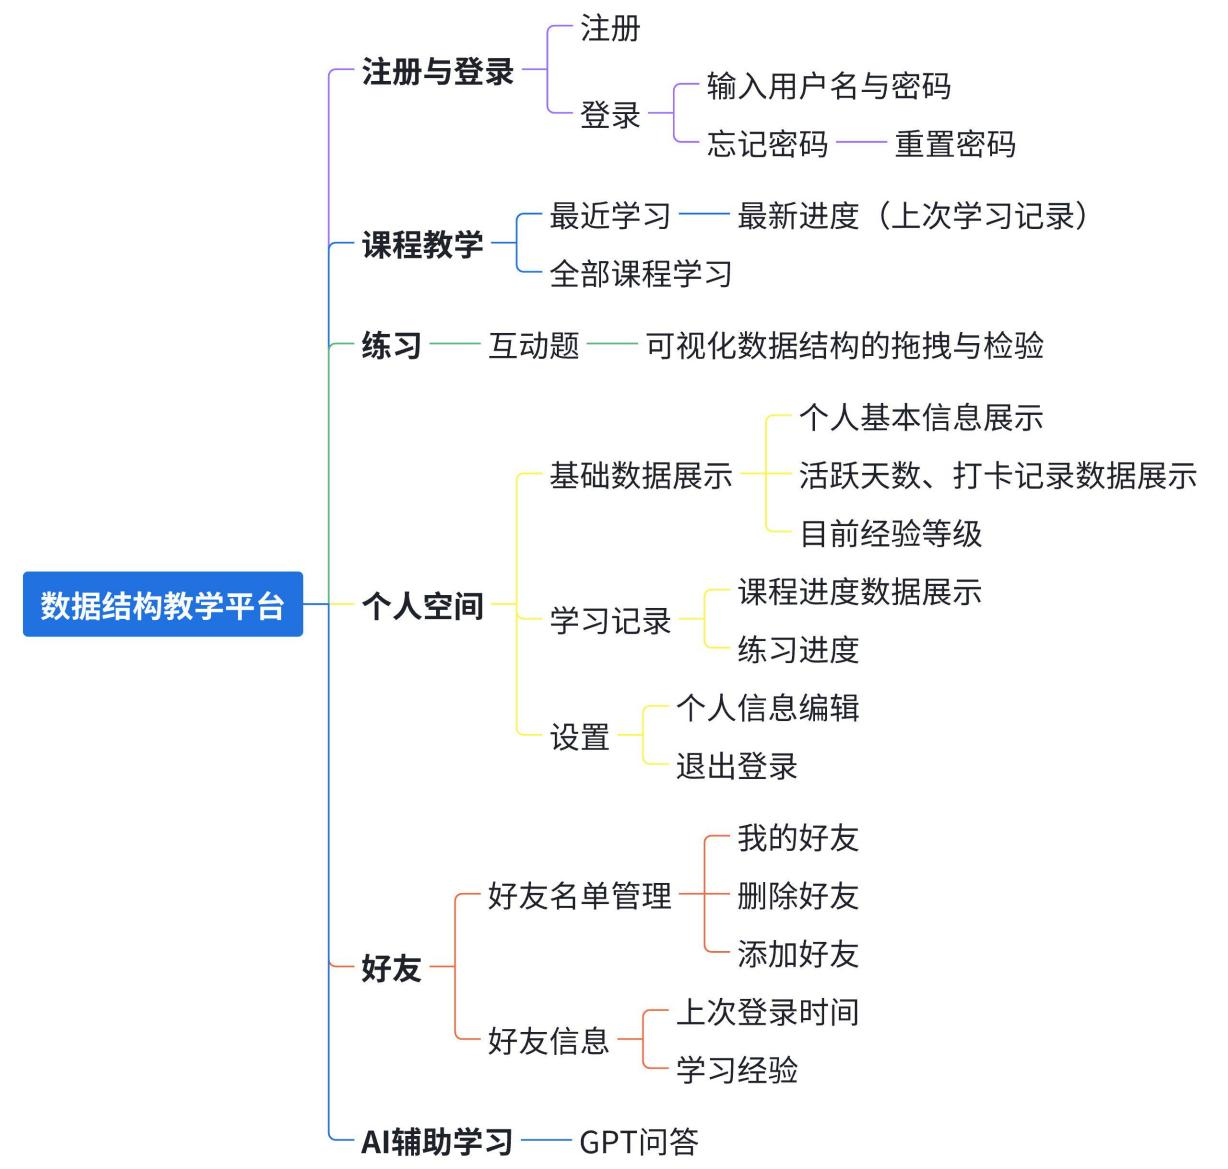 数据结构教学平台
注册与登录
注册
登录
输入用户名与密码
忘记密码
重置密码
课程教学
最近学习
最新进度（上次学习记录）
全部课程学习
练习
互动题
可视化数据结构的拖拽与检验
个人空间
基础数据展示
个人基本信息展示
活跃天数、打卡记录数据展示
目前经验等级
学习记录
课程进度数据展示
练习进度
设置
个人信息编辑
退出登录
好友
好友名单管理
我的好友
删除好友
添加好友
好友信息
上次登录时间
学习经验
AI辅助学习
GPT问答